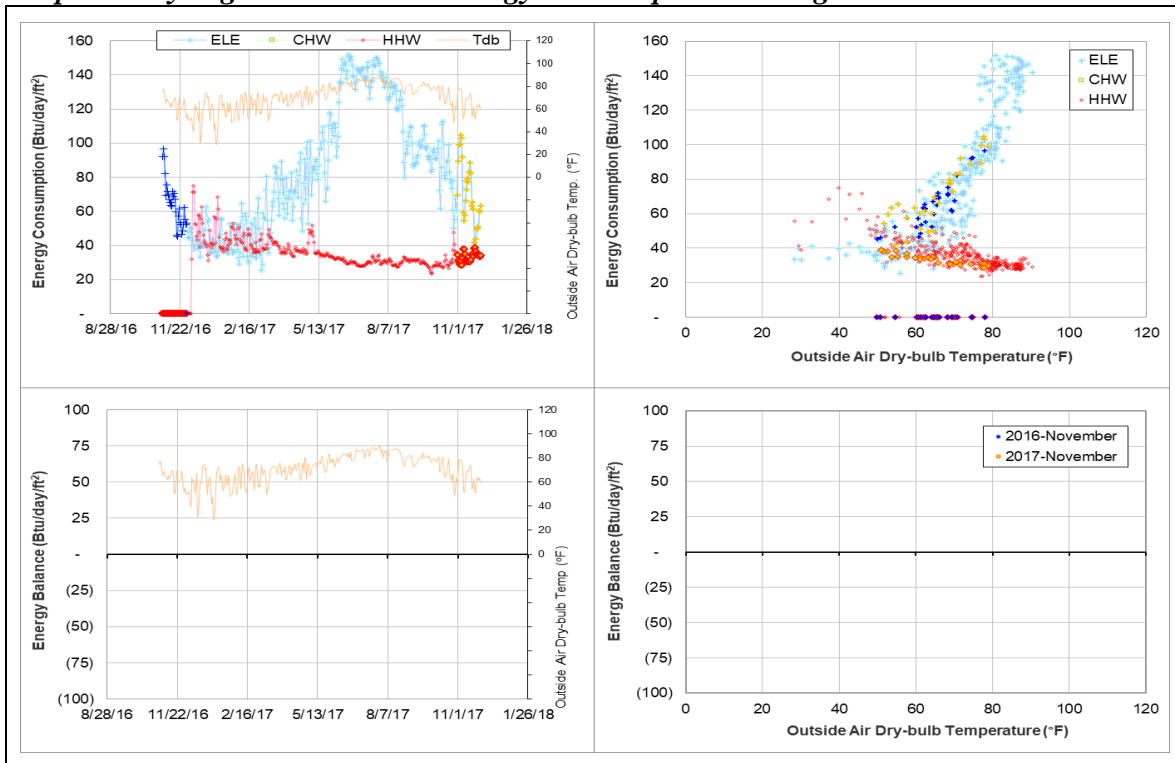 ELE CHW HHW Tdb
Energy Consumption (Btu/day/ft²)
160
140
120
100
80
60
40
20
-
120
100
80
60
40
20
0
Outside Air Dry-bulb Temp. (°F)
8/28/16 11/22/16 2/16/17 5/13/17 8/7/17 11/1/17 1/26/18
Energy Consumption (Btu/day/ft²)
160
140
120
100
80
60
40
20
-
ELE
CHW
HHW
0 20 40 60 80 100 120
Outside Air Dry-bulb Temperature (°F)
Energy Balance (Btu/day/ft²)
100
75
50
25
-
(25)
(50)
(75)
(100)
120
100
80
60
40
20
0
Outside Air Dry-bulb Temp (°F)
8/28/16 11/22/16 2/16/17 5/13/17 8/7/17 11/1/17 1/26/18
Energy Balance (Btu/day/ft²)
100
75
50
25
-
(25)
(50)
(75)
(100)
2016-November
2017-November
0 20 40 60 80 100 120
Outside Air Dry-bulb Temperature (°F)